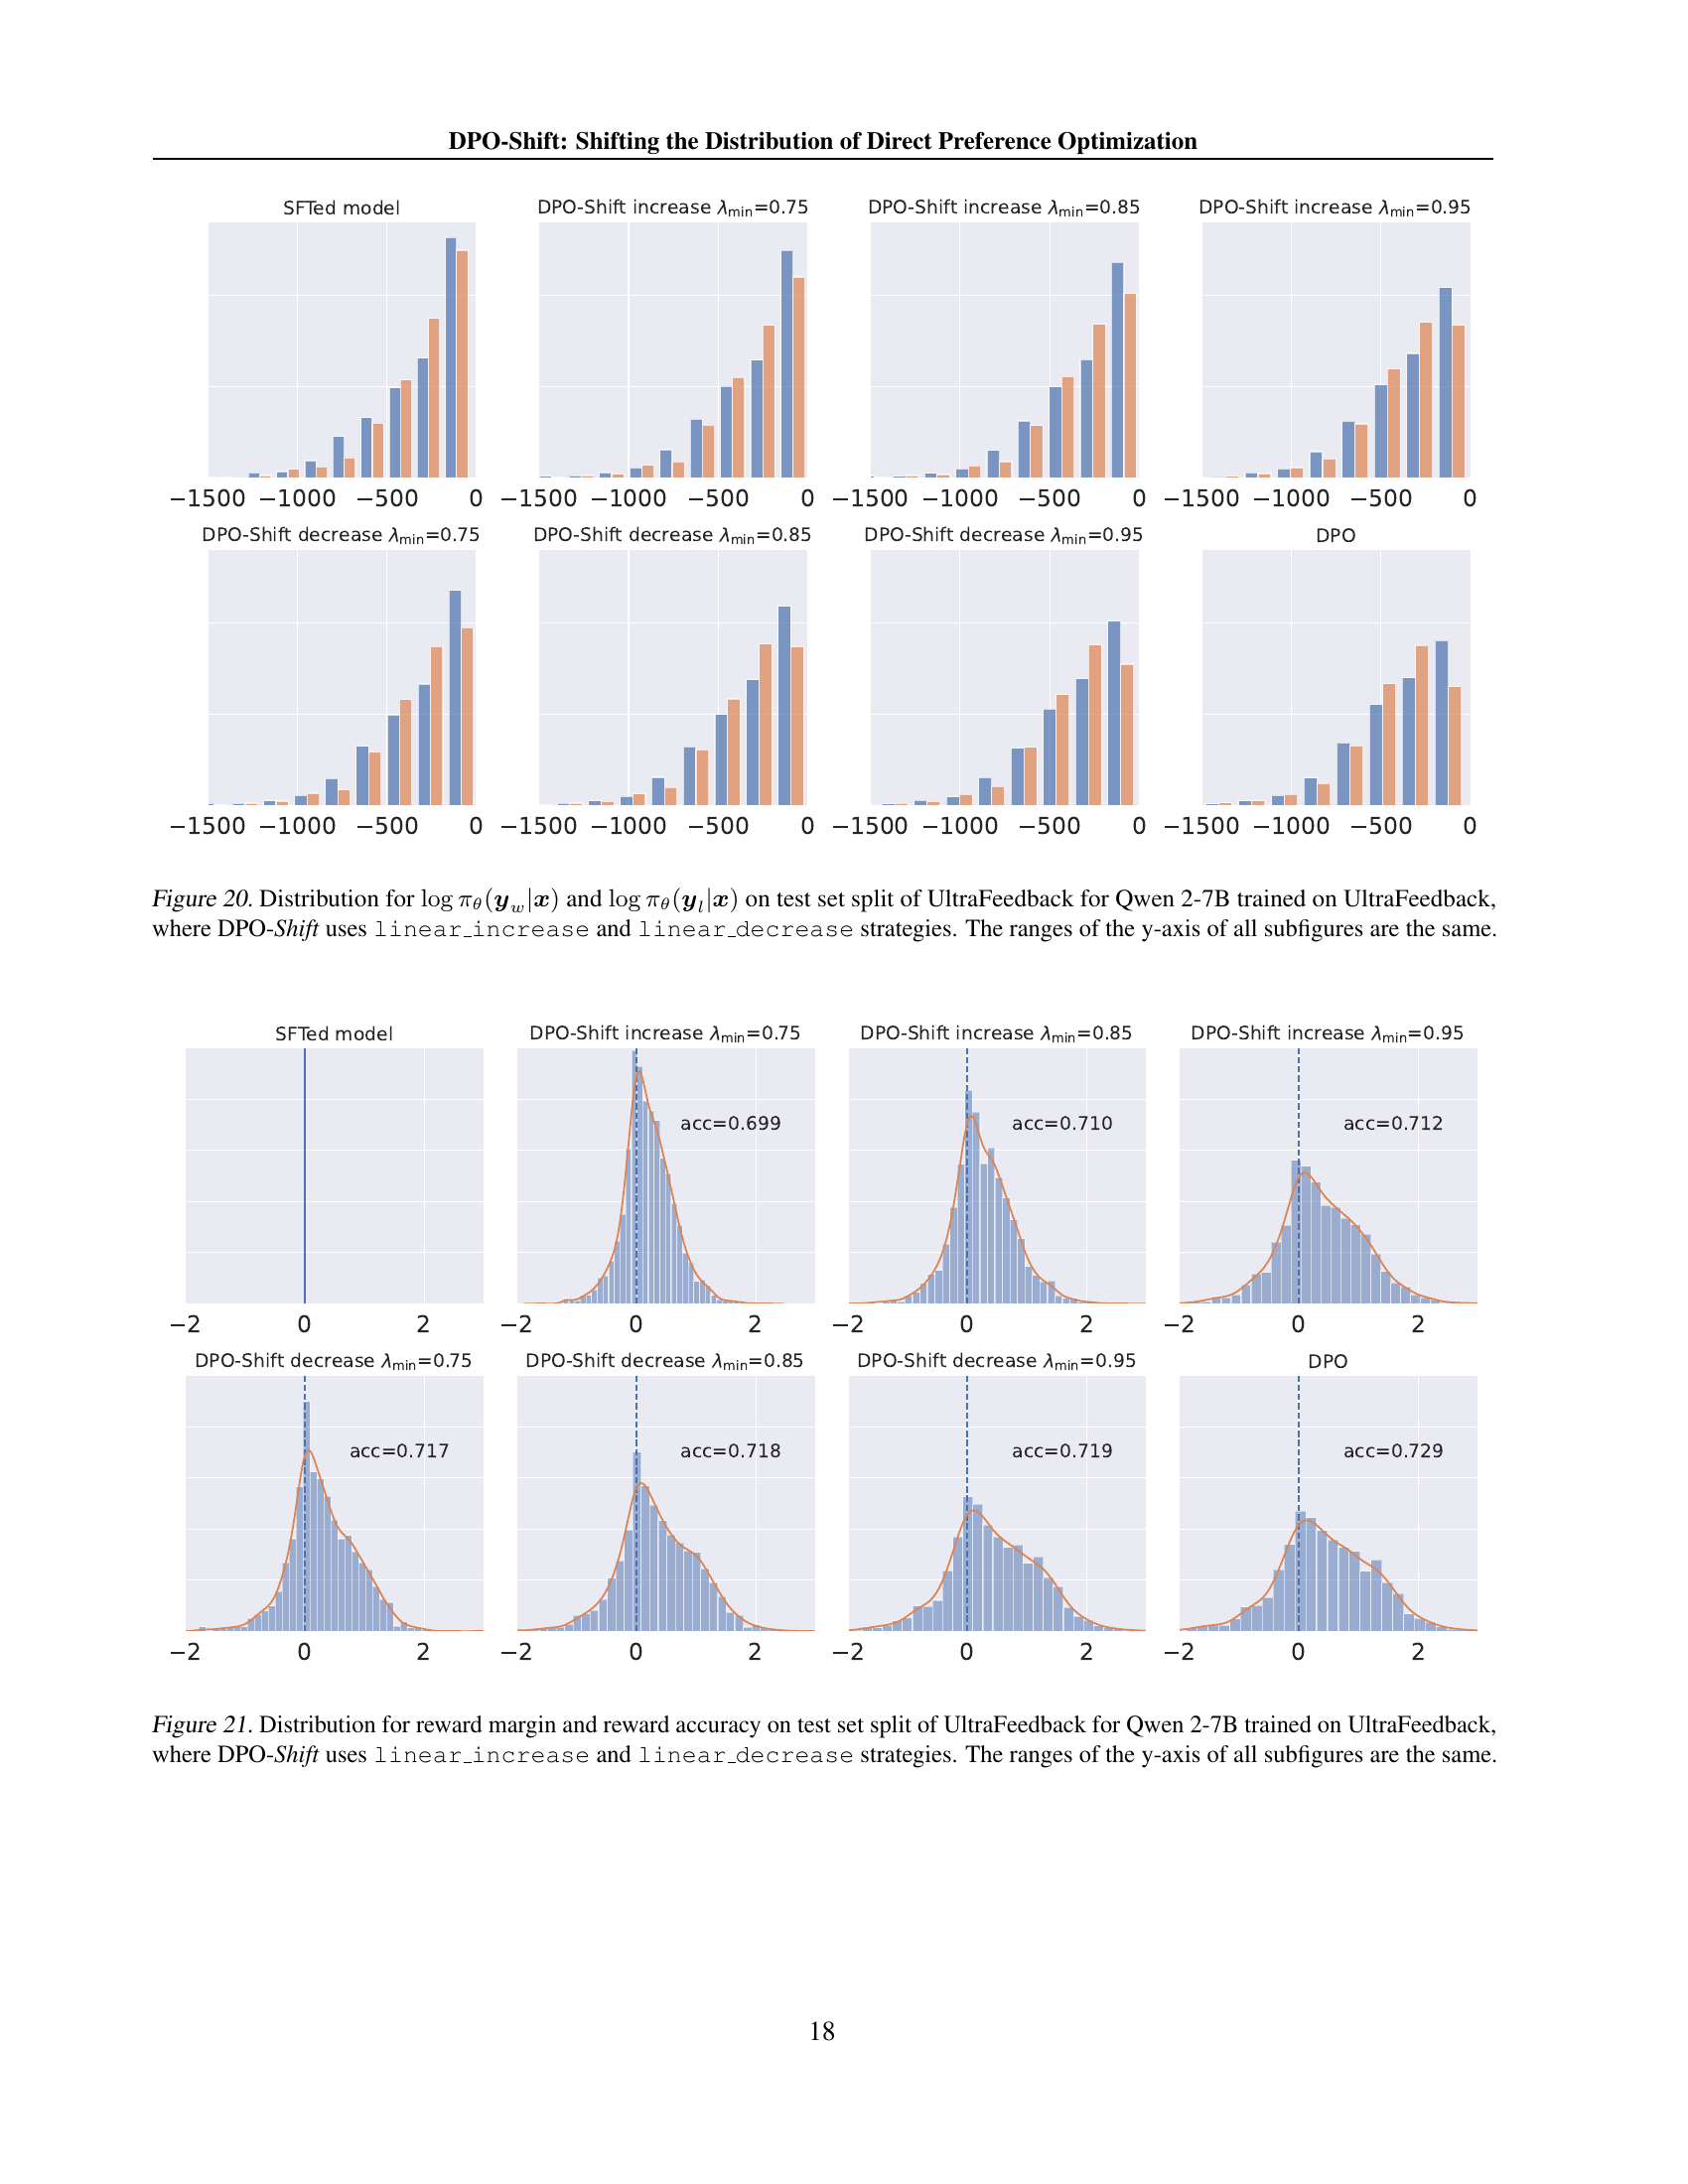 DPO-Shift: Shifting the Distribution of Direct Preference Optimization
SFTed model
DPO-Shift increase λmin=0.75
DPO-Shift increase λmin=0.85
DPO-Shift increase λmin=0.95
−1500 −1000 −500 0
−1500 −1000 −500 0
−1500 −1000 −500 0
−1500 −1000 −500 0
DPO-Shift decrease λmin=0.75
DPO-Shift decrease λmin=0.85
DPO-Shift decrease λmin=0.95
DPO
−1500 −1000 −500 0
−1500 −1000 −500 0
−1500 −1000 −500 0
−1500 −1000 −500 0
Figure 20. Distribution for log πθ(yw|x) and log πθ(yl|x) on test set split of UltraFeedback for Qwen 2-7B trained on UltraFeedback,
where DPO-Shift uses linear_increase and linear_decrease strategies. The ranges of the y-axis of all subfigures are the same.
SFTed model
DPO-Shift increase λmin=0.75
DPO-Shift increase λmin=0.85
DPO-Shift increase λmin=0.95
acc=0.699
acc=0.710
acc=0.712
−2 0 2
−2 0 2
−2 0 2
−2 0 2
DPO-Shift decrease λmin=0.75
DPO-Shift decrease λmin=0.85
DPO-Shift decrease λmin=0.95
DPO
acc=0.717
acc=0.718
acc=0.719
acc=0.729
−2 0 2
−2 0 2
−2 0 2
−2 0 2
Figure 21. Distribution for reward margin and reward accuracy on test set split of UltraFeedback for Qwen 2-7B trained on UltraFeedback,
where DPO-Shift uses linear_increase and linear_decrease strategies. The ranges of the y-axis of all subfigures are the same.
18